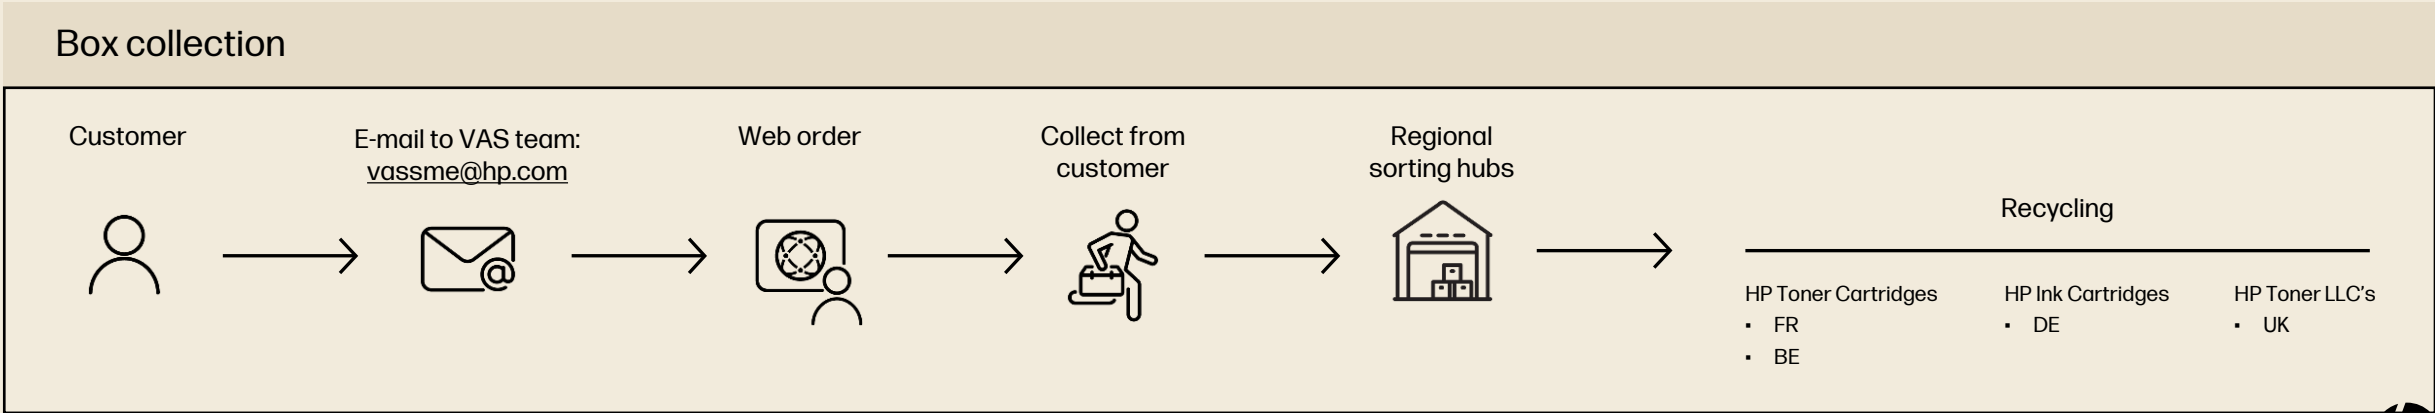 Box collection
Customer
E-mail to VAS team:
vassme@hp.com
Web order
Collect from
customer
Regional
sorting hubs
Recycling
HP Toner Cartridges
▪ FR
▪ BE
HP Ink Cartridges
▪ DE
HP Toner LLC's
▪ UK